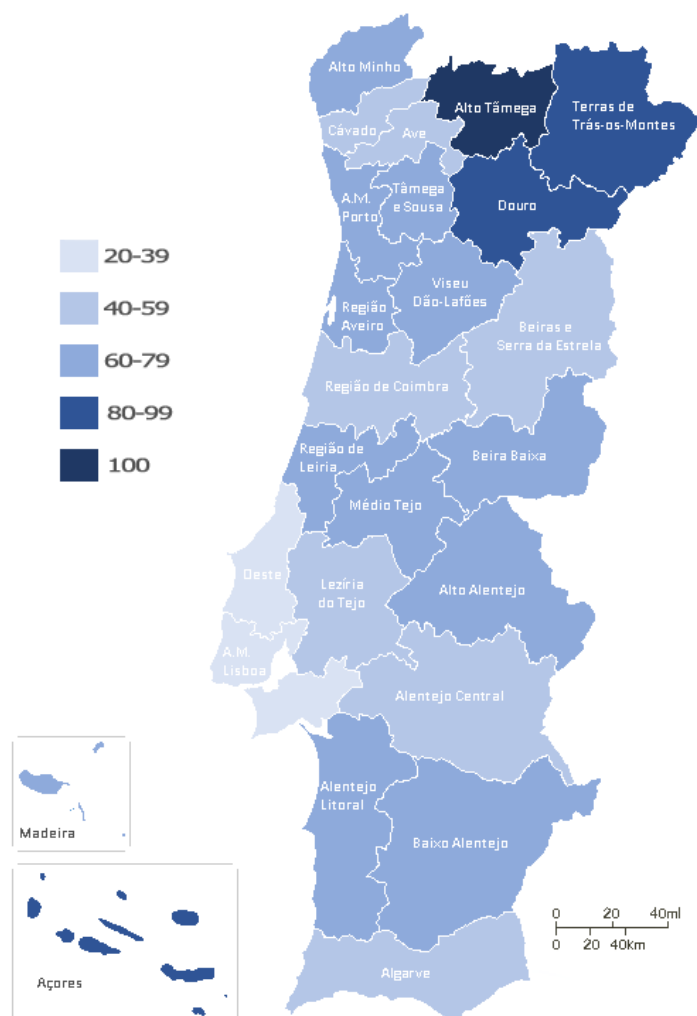 Alto Minho
Alto Tâmega
Terras de
Trás-os-Montes
Cávado
Ave
Tâmega
e Sousa
A.M.
Porto
Douro
20-39
40-59
60-79
80-99
100
Viseu
Dão-Lafões
Região
Aveiro
Beiras e
Serra da Estrela
Região de Coimbra
Região de
Leiria
Beira Baixa
Médio Tejo
Oeste
Lezíria
do Tejo
Alto Alentejo
A.M.
Lisboa
Alentejo Central
Alentejo
Litoral
Baixo Alentejo
Madeira
Algarve
Açores
0 20 40ml
0 20 40km